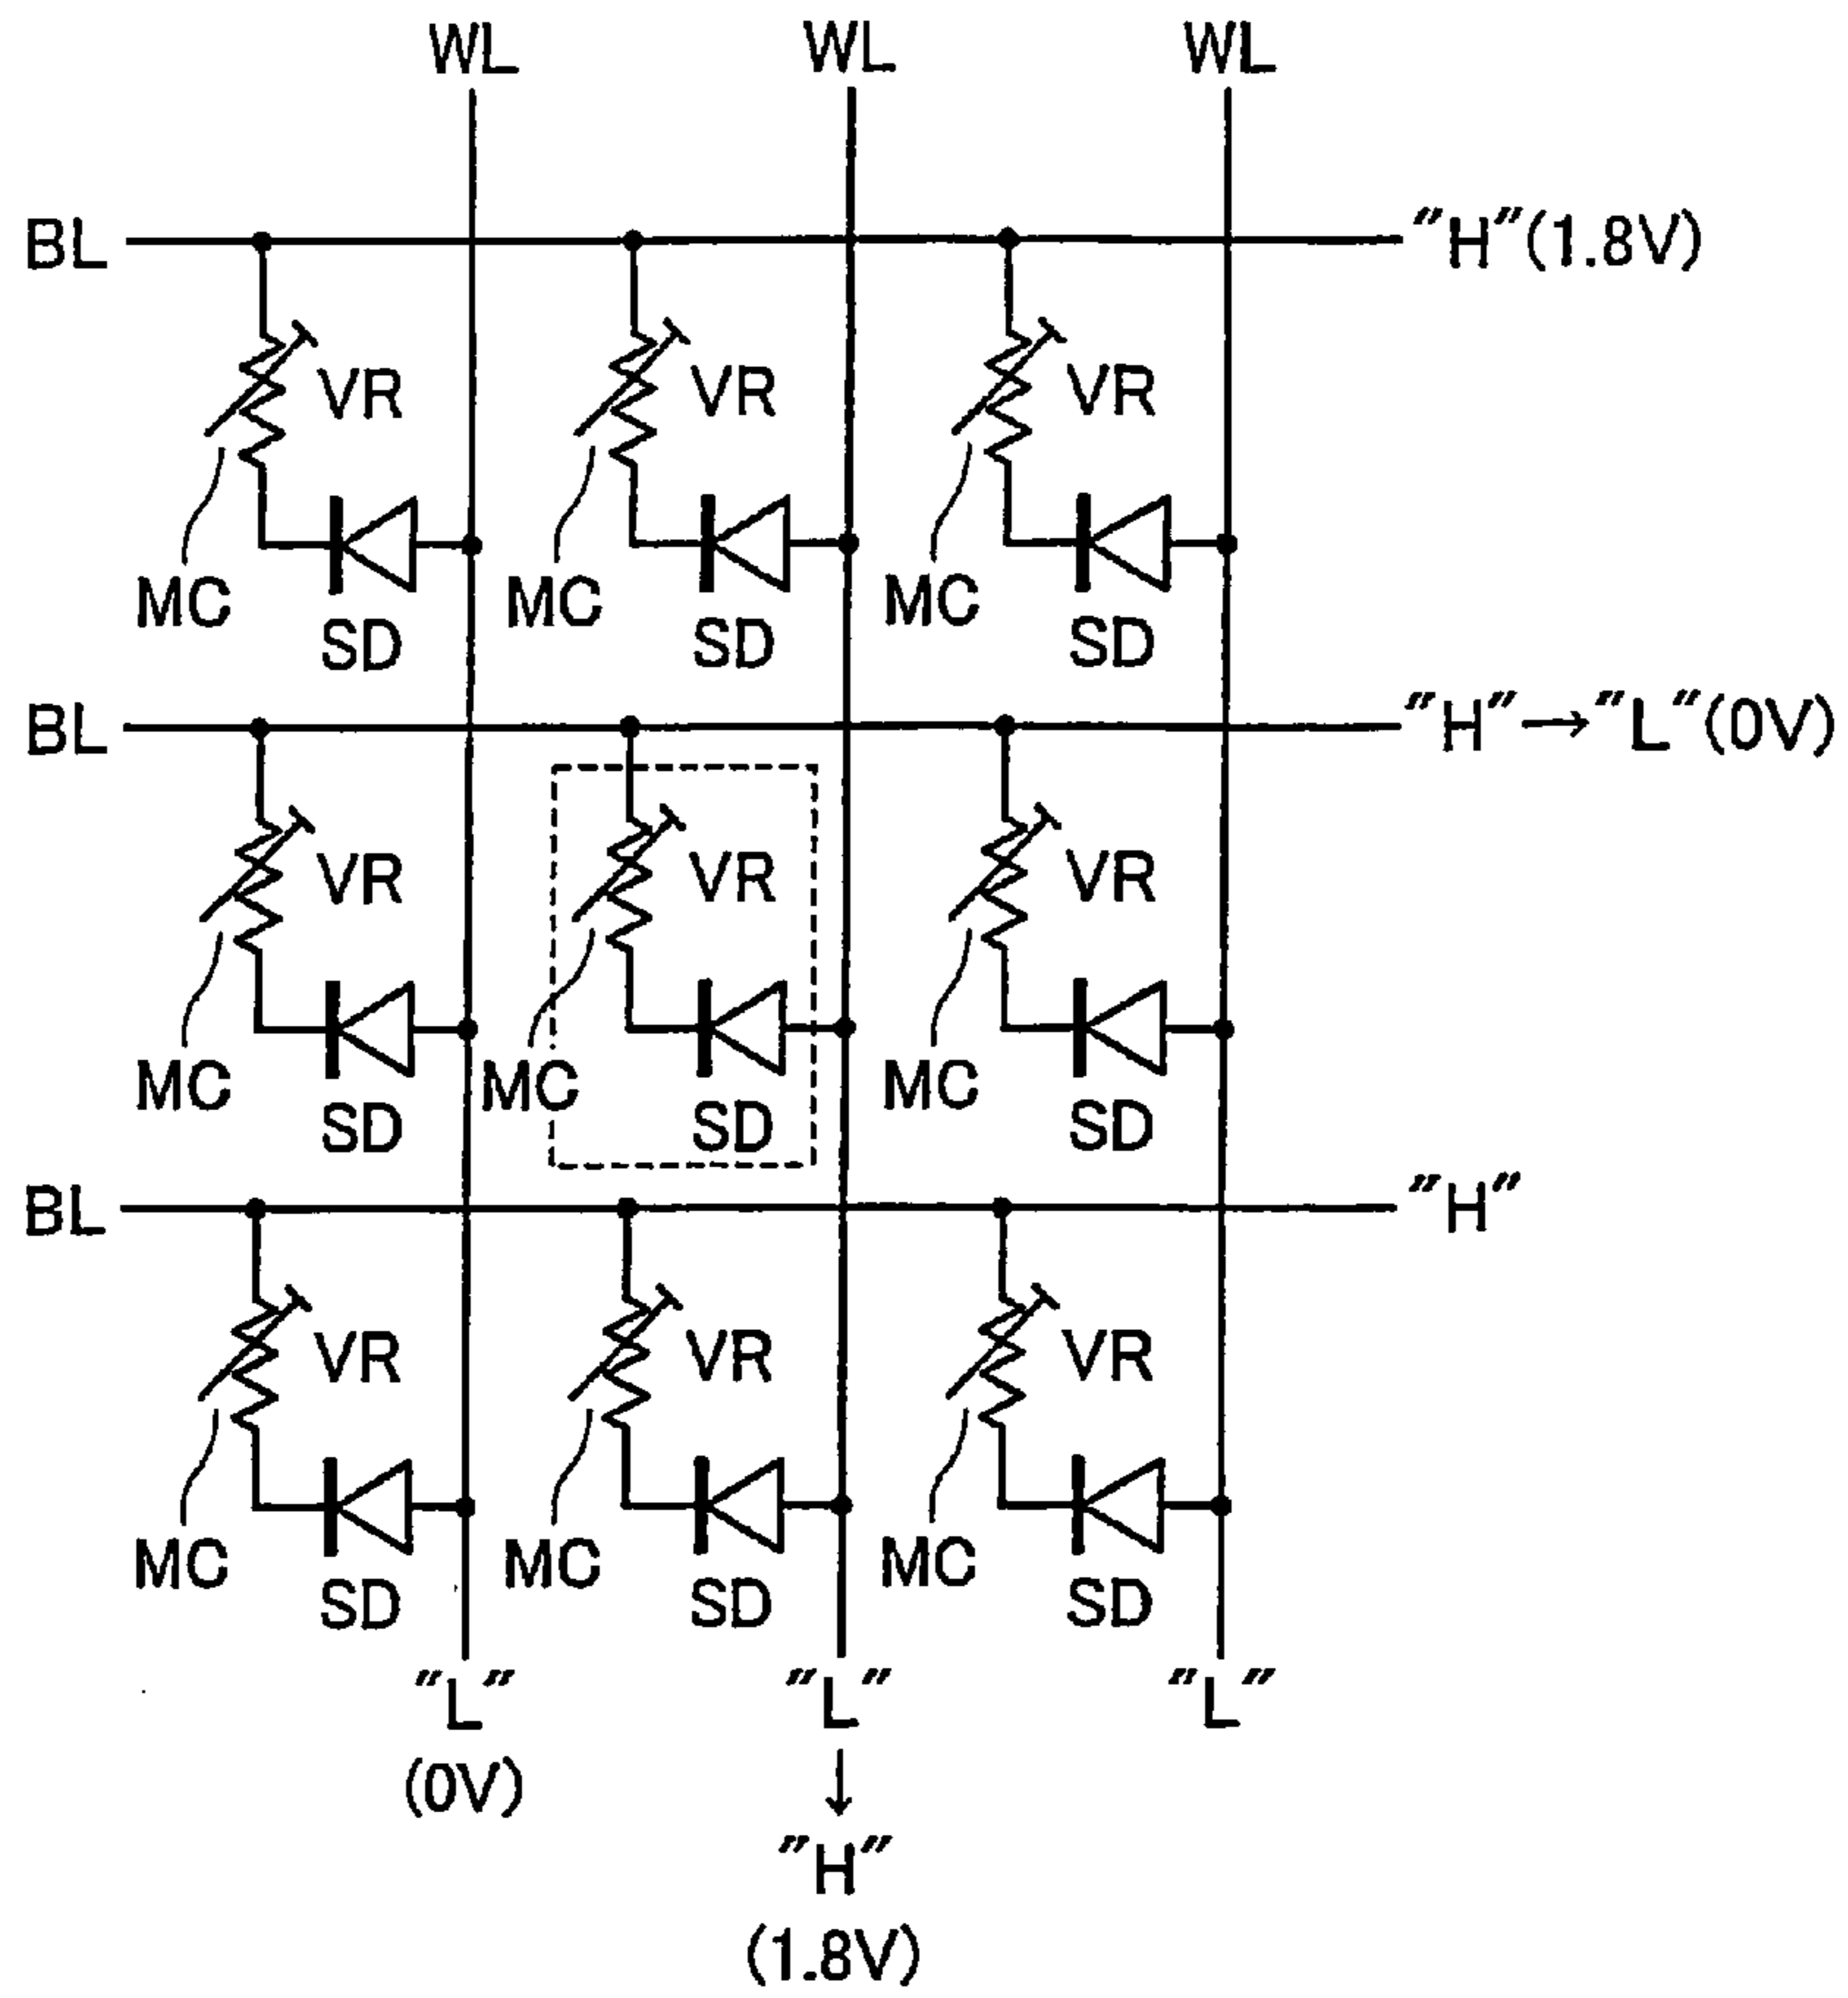 WL WL WL
BL "H"(1.8V)
VR VR VR
MC MC MC
SD SD SD
BL "H"→"L"(0V)
VR VR VR
MC MC MC
SD SD SD
BL "H"
VR VR VR
MC MC MC
SD SD SD
"L" "L" "L"
(0V) ↓
"H"
(1.8V)